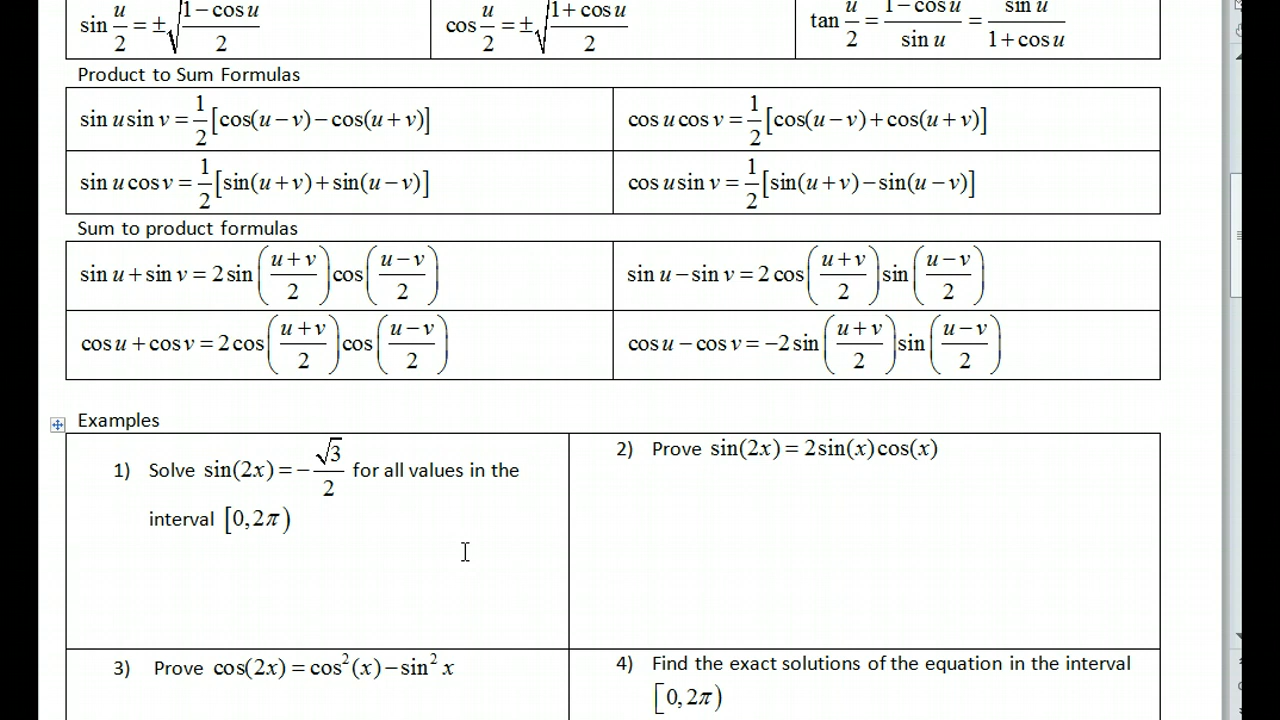 sin u/2 = ±√((1−cos u)/2)
cos u/2 = ±√((1+cos u)/2)
tan u/2 = (1−cos u)/(sin u) = (sin u)/(1+cos u)
Product to Sum Formulas
sin u sin v = 1/2[cos(u−v)−cos(u+v)]
cos u cos v = 1/2[cos(u−v)+cos(u+v)]
sin u cos v = 1/2[sin(u+v)+sin(u−v)]
cos u sin v = 1/2[sin(u+v)−sin(u−v)]
Sum to product formulas
sin u + sin v = 2 sin((u+v)/2) cos((u−v)/2)
sin u − sin v = 2 cos((u+v)/2) sin((u−v)/2)
cos u + cos v = 2 cos((u+v)/2) cos((u−v)/2)
cos u − cos v = −2 sin((u+v)/2) sin((u−v)/2)
Examples
1) Solve sin(2x) = −√3/2 for all values in the
interval [0,2π)
2) Prove sin(2x) = 2sin(x)cos(x)
3) Prove cos(2x) = cos²(x)−sin² x
4) Find the exact solutions of the equation in the interval
[0,2π)